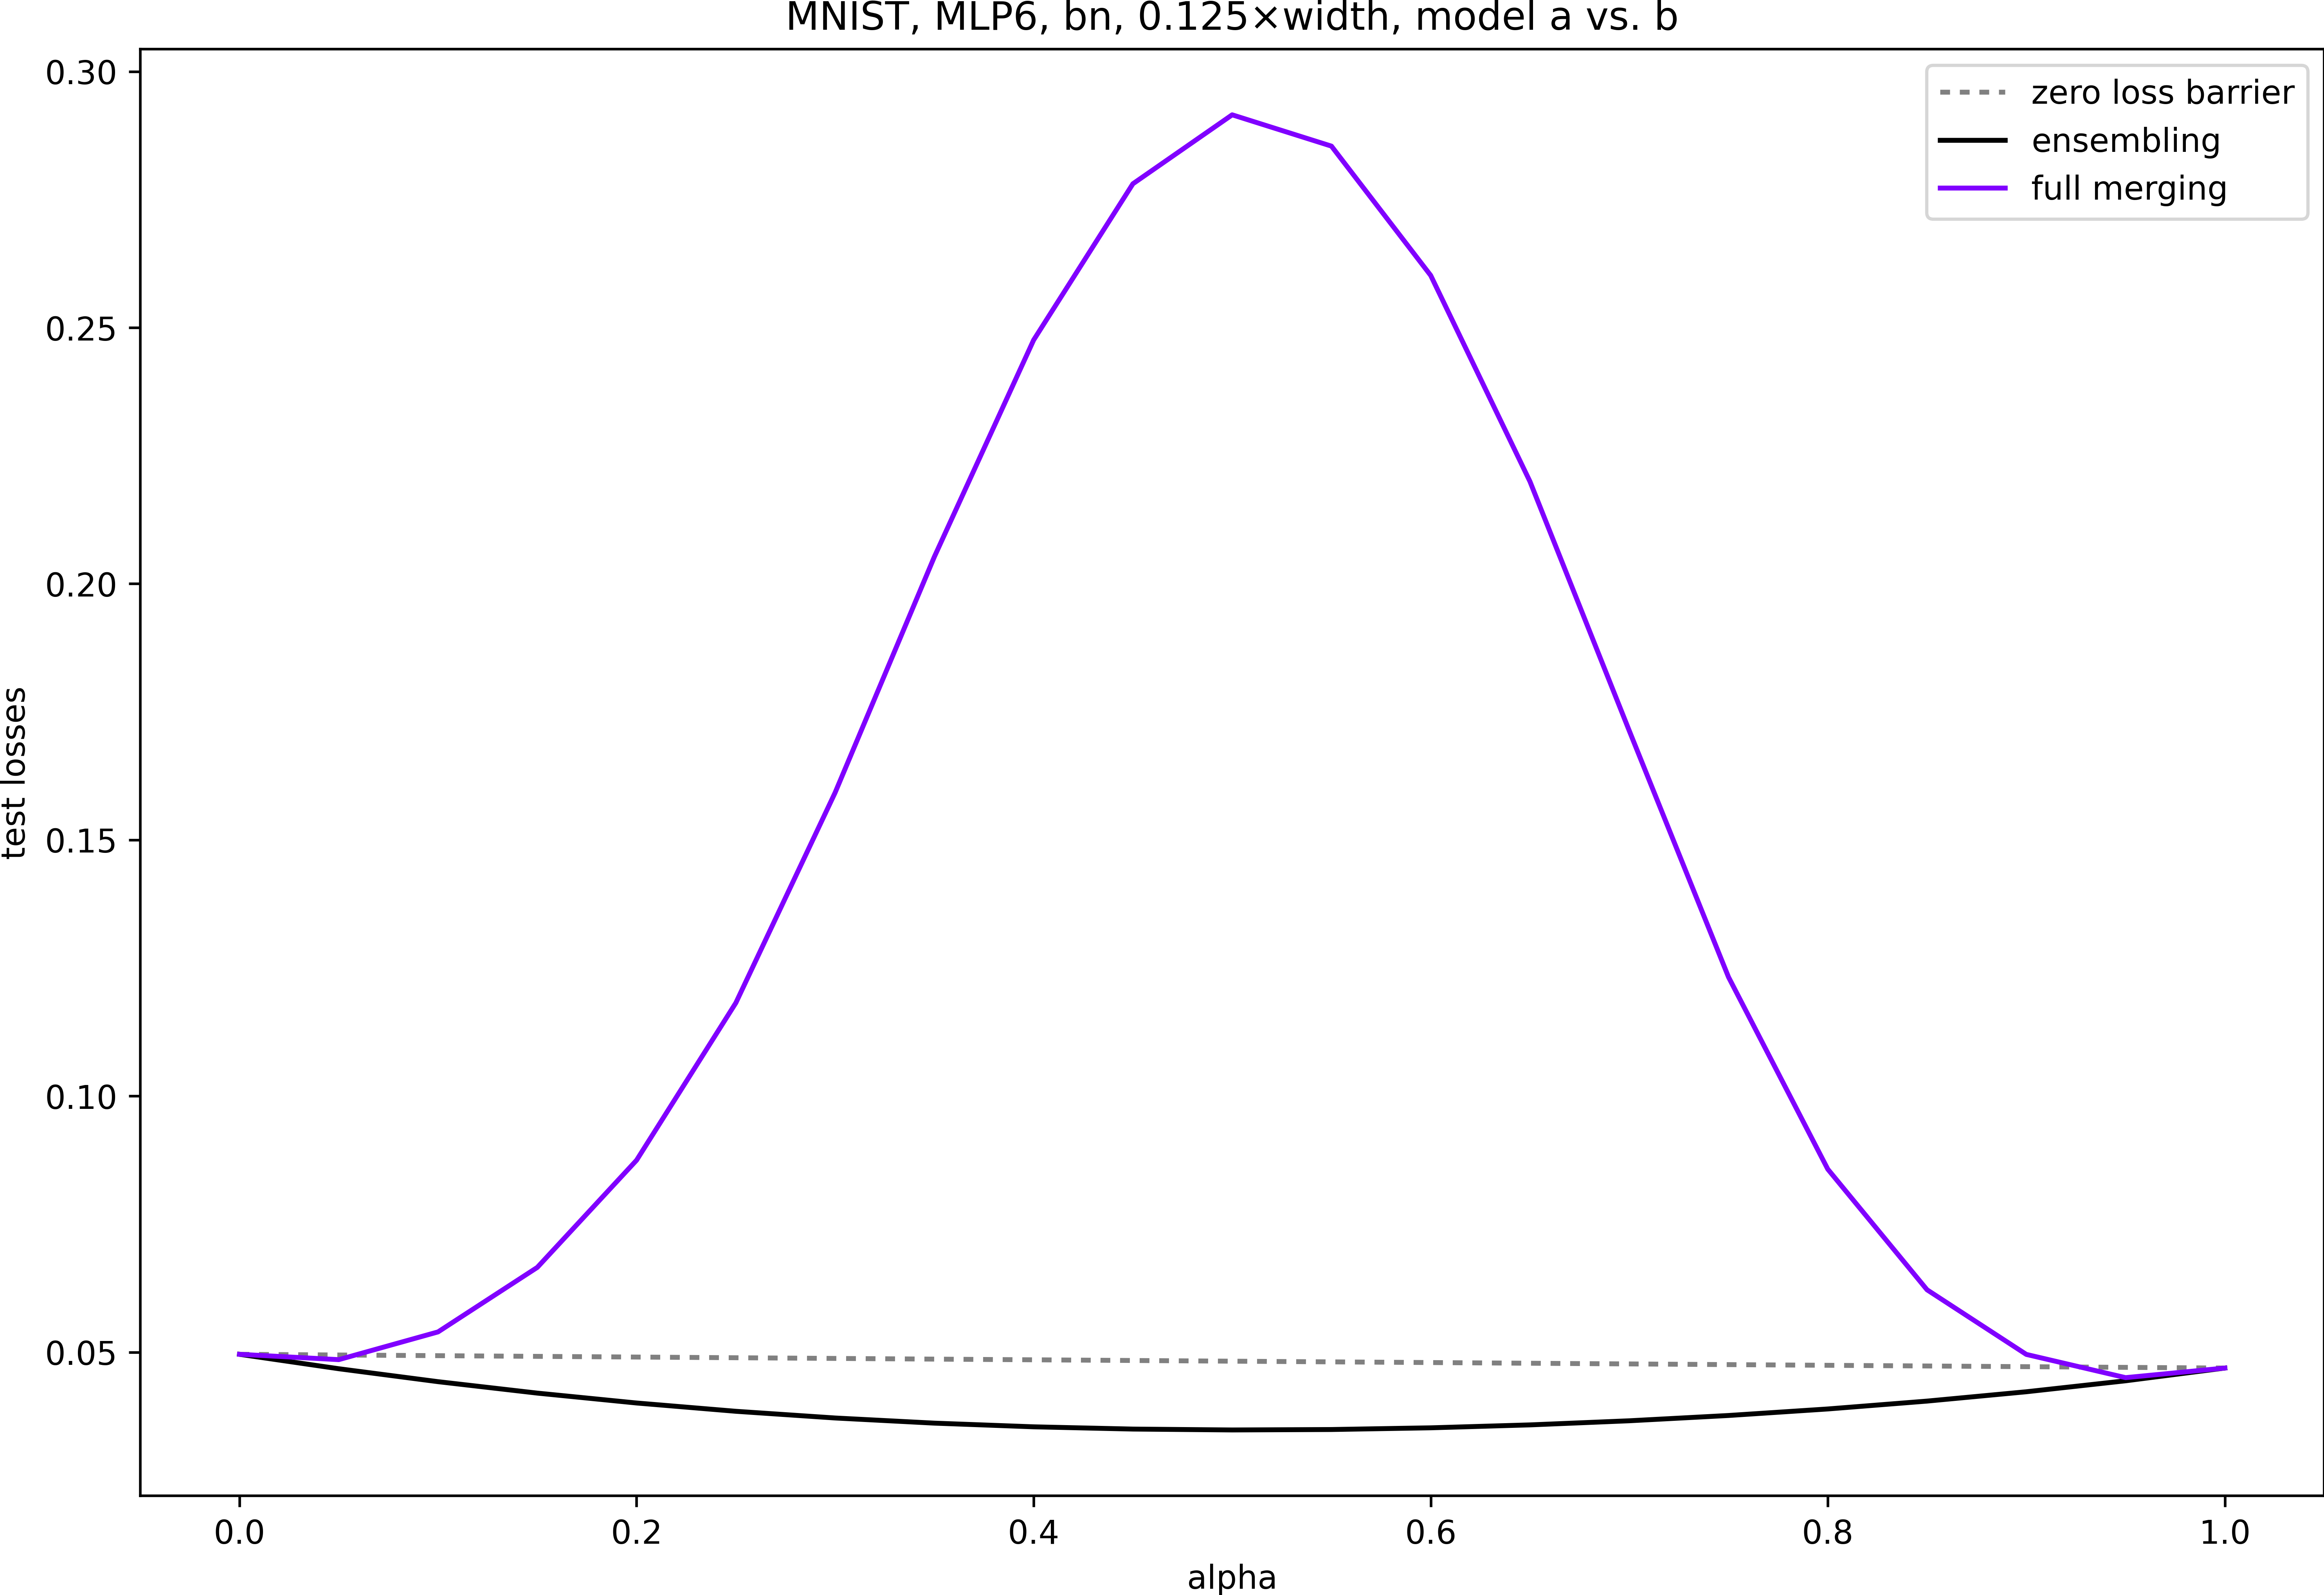 MNIST, MLP6, bn, 0.125×width, model a vs. b
zero loss barrier
ensembling
full merging
0.30
0.25
0.20
0.15
0.10
0.05
test losses
0.0 0.2 0.4 0.6 0.8 1.0
alpha